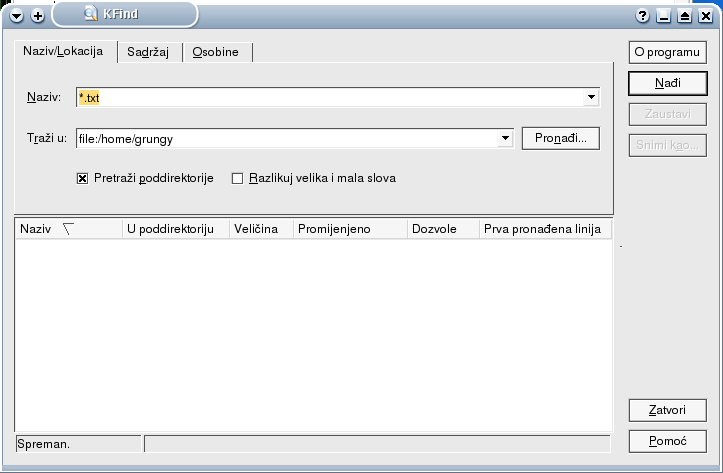 KFind
Naziv/Lokacija Sadržaj Osobine
O programu
Naziv: *.txt
Nađi
Zaustavi
Traži u: file:/home/grungy Pronađi...
Snimi kao...
Pretraži poddirektorije Razlikuj velika i mala slova
Naziv U poddirektoriju Veličina Promijenjeno Dozvole Prva pronađena linija
Zatvori
Spreman.
Pomoć